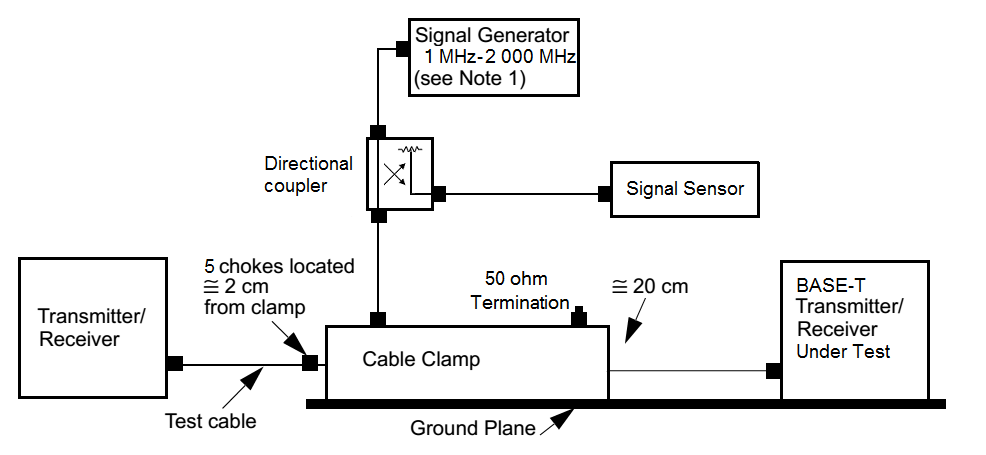 Signal Generator
1 MHz-2 000 MHz
(see Note 1)
Directional
coupler
Signal Sensor
5 chokes located
≅ 2 cm
from clamp
50 ohm
Termination
≅ 20 cm
Transmitter/
Receiver
Cable Clamp
BASE-T
Transmitter/
Receiver
Under Test
Test cable
Ground Plane